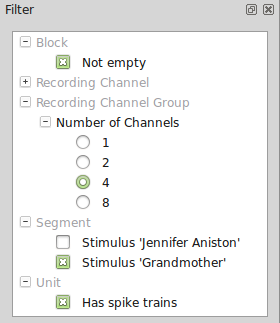 Filter
Block
Not empty
Recording Channel
Recording Channel Group
Number of Channels
1
2
4
8
Segment
Stimulus 'Jennifer Aniston'
Stimulus 'Grandmother'
Unit
Has spike trains